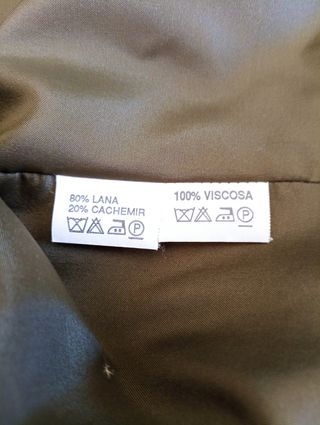 80% LANA
20% CACHEMIR
P
100% VISCOSA
P